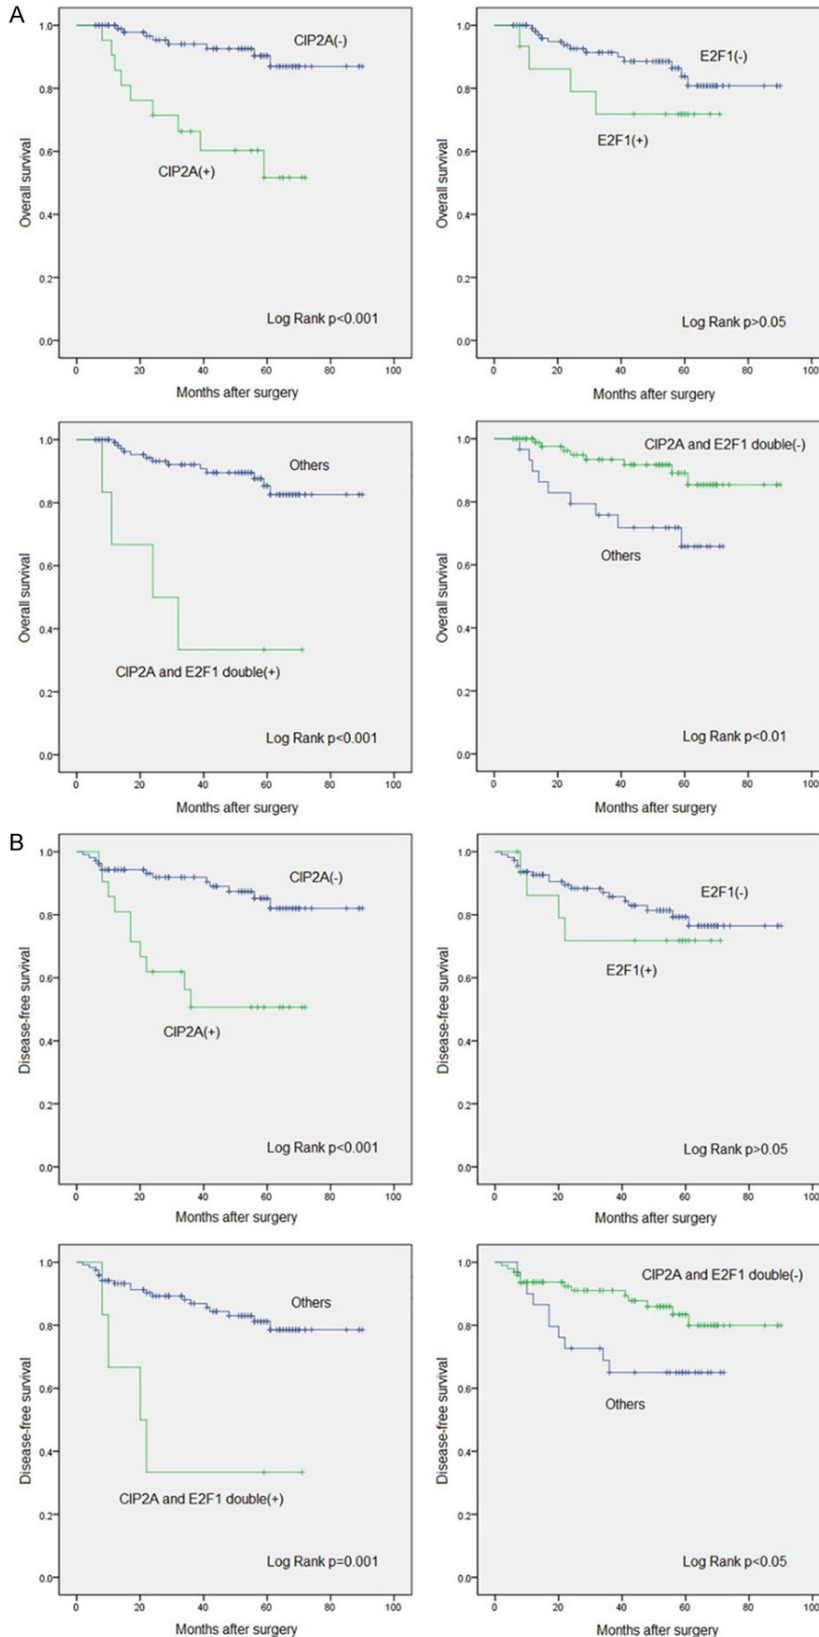 A
Overall survival
1.0
0.8
0.6
0.4
0.2
0.0
CIP2A(-)
CIP2A(+)
Log Rank p<0.001
0 20 40 60 80 100
Months after surgery
Overall survival
1.0
0.8
0.6
0.4
0.2
0.0
E2F1(-)
E2F1(+)
Log Rank p>0.05
0 20 40 60 80 100
Months after surgery
Overall survival
1.0
0.8
0.6
0.4
0.2
0.0
Others
CIP2A and E2F1 double(+)
Log Rank p<0.001
0 20 40 60 80 100
Months after surgery
Overall survival
1.0
0.8
0.6
0.4
0.2
0.0
CIP2A and E2F1 double(-)
Others
Log Rank p<0.01
0 20 40 60 80 100
Months after surgery
B
Disease-free survival
1.0
0.8
0.6
0.4
0.2
0.0
CIP2A(-)
CIP2A(+)
Log Rank p<0.001
0 20 40 60 80 100
Months after surgery
Disease-free survival
1.0
0.8
0.6
0.4
0.2
0.0
E2F1(-)
E2F1(+)
Log Rank p>0.05
0 20 40 60 80 100
Months after surgery
Disease-free survival
1.0
0.8
0.6
0.4
0.2
0.0
Others
CIP2A and E2F1 double(+)
Log Rank p=0.001
0 20 40 60 80 100
Months after surgery
Disease-free survival
1.0
0.8
0.6
0.4
0.2
0.0
CIP2A and E2F1 double(-)
Others
Log Rank p<0.05
0 20 40 60 80 100
Months after surgery